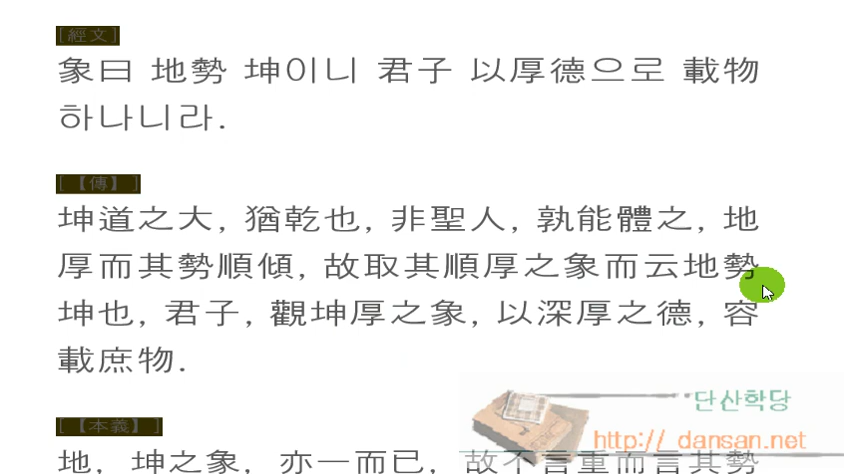 [經文]
象曰 地勢 坤이니 君子 以厚德으로 載物
하나니라.
[【傳】]
坤道之大, 猶乾也, 非聖人, 孰能體之, 地
厚而其勢順傾, 故取其順厚之象而云地勢
坤也, 君子, 觀坤厚之象, 以深厚之德, 容
載庶物.
[【本義】]
地, 坤之象, 亦一而已, 故不言重而言其勢
단산학당
http:// dansan.net